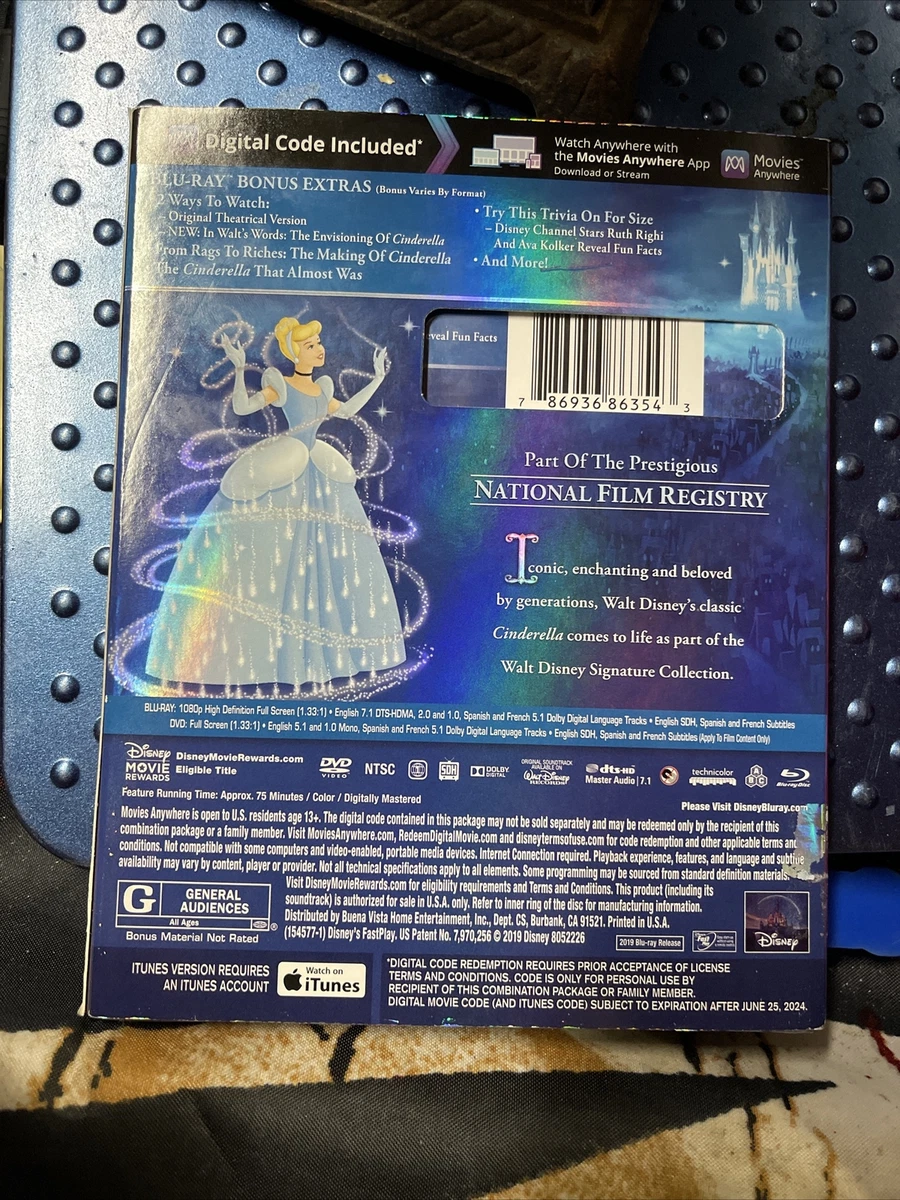 Digital Code Included*
Watch Anywhere with
the Movies Anywhere App
Download or Stream
Movies™
Anywhere
LU-RAY™ BONUS EXTRAS (Bonus Varies By Format)
2 Ways To Watch:
– Original Theatrical Version
– NEW: In Walt's Words: The Envisioning Of Cinderella
From Rags To Riches: The Making Of Cinderella
The Cinderella That Almost Was
• Try This Trivia On For Size
– Disney Channel Stars Ruth Righi
And Ava Kolker Reveal Fun Facts
• And More!
veal Fun Facts
7 86936 86354 3
Part Of The Prestigious
NATIONAL FILM REGISTRY
Iconic, enchanting and beloved
by generations, Walt Disney's classic
Cinderella comes to life as part of the
Walt Disney Signature Collection.
BLU-RAY: 1080p High Definition Full Screen (1.33:1) • English 7.1 DTS-HDMA, 2.0 and 1.0, Spanish and French 5.1 Dolby Digital Language Tracks • English SDH, Spanish and French Subtitles
DVD: Full Screen (1.33:1) • English 5.1 and 1.0 Mono, Spanish and French 5.1 Dolby Digital Language Tracks • English SDH, Spanish and French Subtitles (Apply To Film Content Only)
Disney
MOVIE
REWARDS
DisneyMovieRewards.com
Eligible Title
DVD
VIDEO
NTSC
SDH
DOLBY
DIGITAL
ORIGINAL SOUNDTRACK
AVAILABLE ON
Walt Disney
RECORDS
dts-HD
Master Audio | 7.1
technicolor
A
B C
Blu-ray Disc
Feature Running Time: Approx. 75 Minutes / Color / Digitally Mastered
Please Visit DisneyBluray.com
Movies Anywhere is open to U.S. residents age 13+. The digital code contained in this package may not be sold separately and may be redeemed only by the recipient of this
combination package or a family member. Visit MoviesAnywhere.com, RedeemDigitalMovie.com and disneytermsofuse.com for code redemption and other applicable terms and
conditions. Not compatible with some computers and video-enabled, portable media devices. Internet Connection required. Playback experience, features, and language and subtitle
availability may vary by content, player or provider. Not all technical specifications apply to all elements. Some programming may be sourced from standard definition materials.
G
GENERAL
AUDIENCES
All Ages
®
Bonus Material Not Rated
Visit DisneyMovieRewards.com for eligibility requirements and Terms and Conditions. This product (including its
soundtrack) is authorized for sale in U.S.A. only. Refer to inner ring of the disc for manufacturing information.
Distributed by Buena Vista Home Entertainment, Inc., Dept. CS, Burbank, CA 91521. Printed in U.S.A.
(154577-1) Disney's FastPlay. US Patent No. 7,970,256 © 2019 Disney 8052226
2019 Blu-ray Release
Disney
ITUNES VERSION REQUIRES
AN ITUNES ACCOUNT
Watch on
iTunes
*DIGITAL CODE REDEMPTION REQUIRES PRIOR ACCEPTANCE OF LICENSE
TERMS AND CONDITIONS. CODE IS ONLY FOR PERSONAL USE BY
RECIPIENT OF THIS COMBINATION PACKAGE OR FAMILY MEMBER.
DIGITAL MOVIE CODE (AND ITUNES CODE) SUBJECT TO EXPIRATION AFTER JUNE 25, 2024.